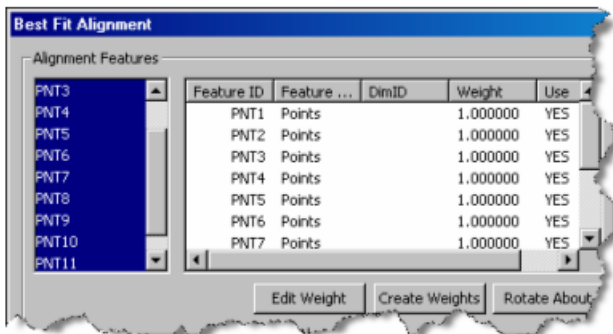 Best Fit Alignment
Alignment Features
PNT3
PNT4
PNT5
PNT6
PNT7
PNT8
PNT9
PNT10
PNT11
Feature ID Feature ... DimID Weight Use
PNT1 Points 1.000000 YES
PNT2 Points 1.000000 YES
PNT3 Points 1.000000 YES
PNT4 Points 1.000000 YES
PNT5 Points 1.000000 YES
PNT6 Points 1.000000 YES
PNT7 Points 1.000000 YES
Edit Weight Create Weights Rotate About